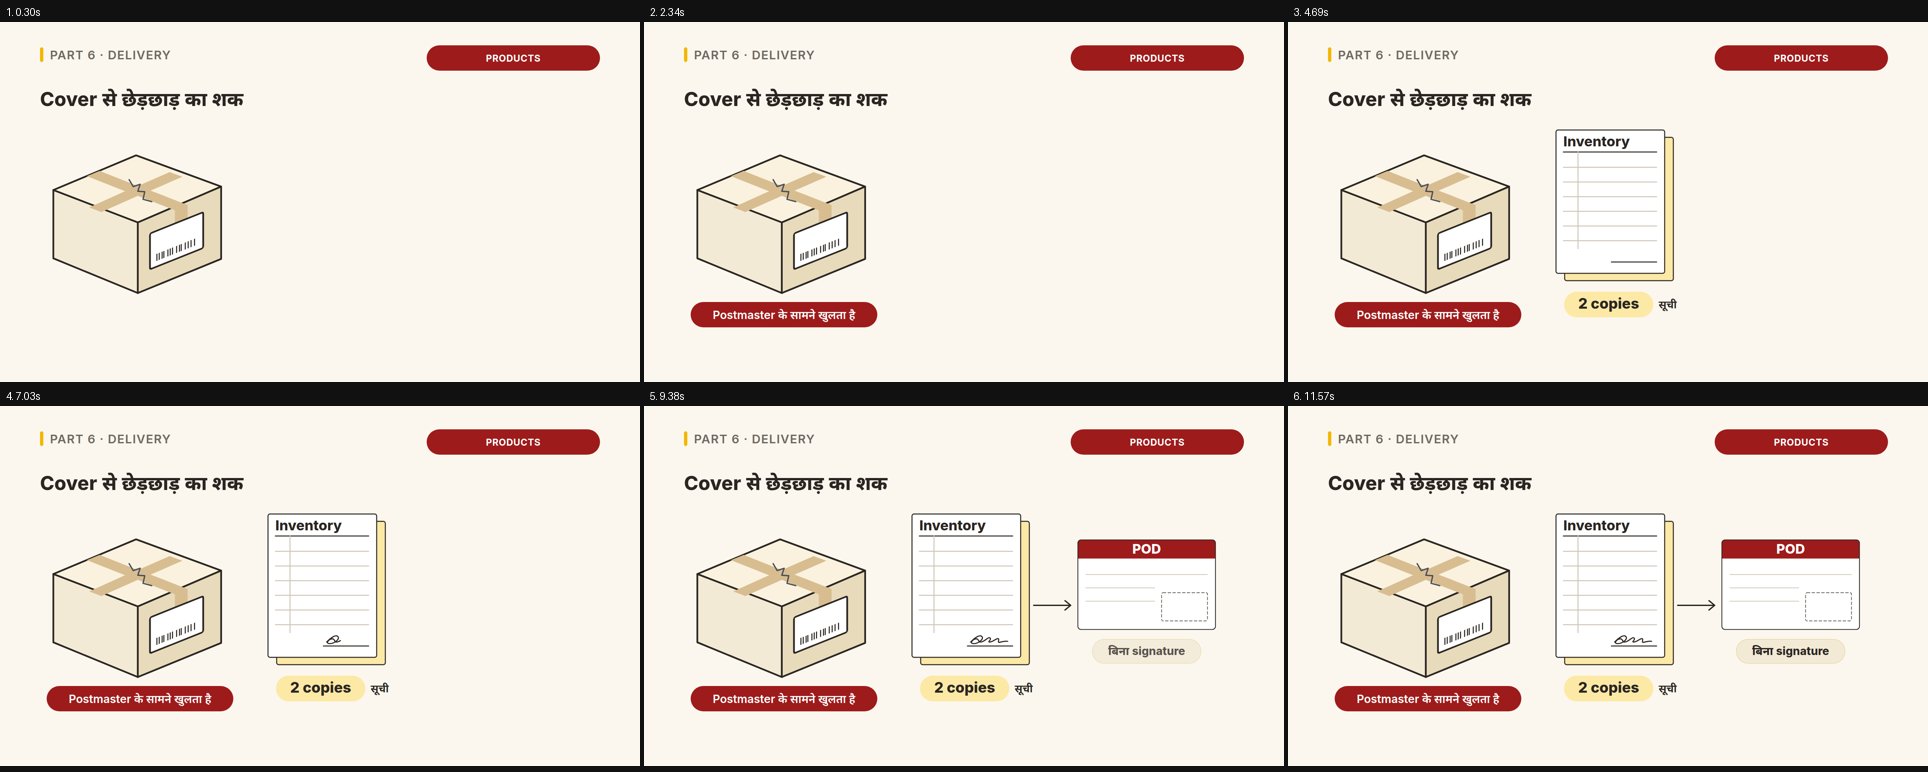 1. 0.30s
PART 6 · DELIVERY
PRODUCTS
Cover से छेड़छाड़ का शक
2. 2.34s
PART 6 · DELIVERY
PRODUCTS
Cover से छेड़छाड़ का शक
Postmaster के सामने खुलता है
3. 4.69s
PART 6 · DELIVERY
PRODUCTS
Cover से छेड़छाड़ का शक
Inventory
2 copies सूची
Postmaster के सामने खुलता है
4. 7.03s
PART 6 · DELIVERY
PRODUCTS
Cover से छेड़छाड़ का शक
Inventory
2 copies सूची
Postmaster के सामने खुलता है
5. 9.38s
PART 6 · DELIVERY
PRODUCTS
Cover से छेड़छाड़ का शक
Inventory
POD
बिना signature
2 copies सूची
Postmaster के सामने खुलता है
6. 11.57s
PART 6 · DELIVERY
PRODUCTS
Cover से छेड़छाड़ का शक
Inventory
POD
बिना signature
2 copies सूची
Postmaster के सामने खुलता है